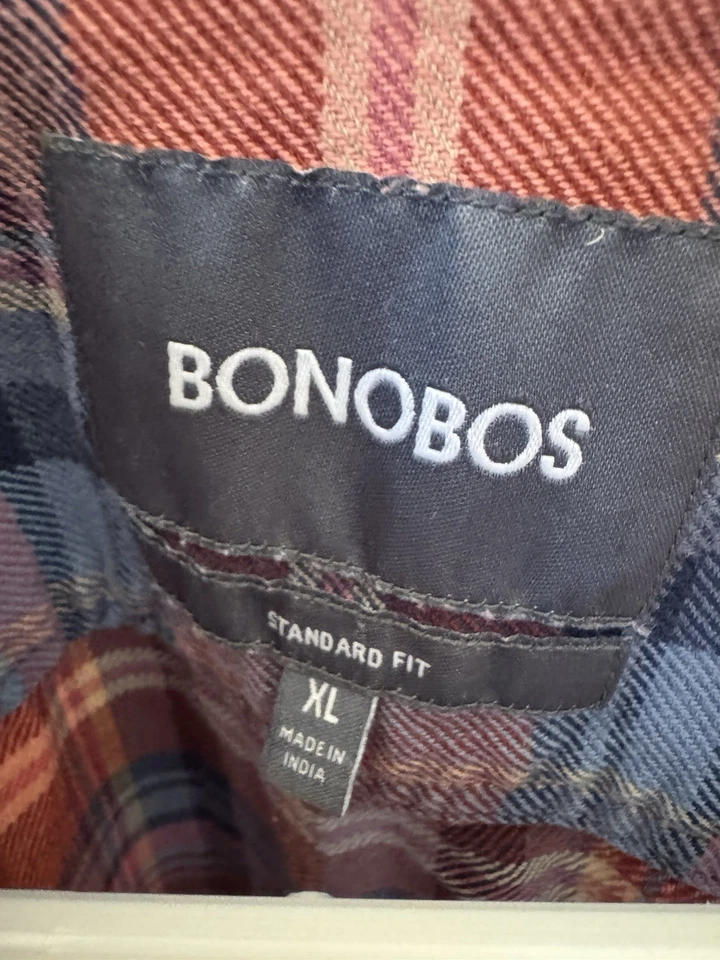 BONOBOS
STANDARD FIT
XL
MADE IN
INDIA